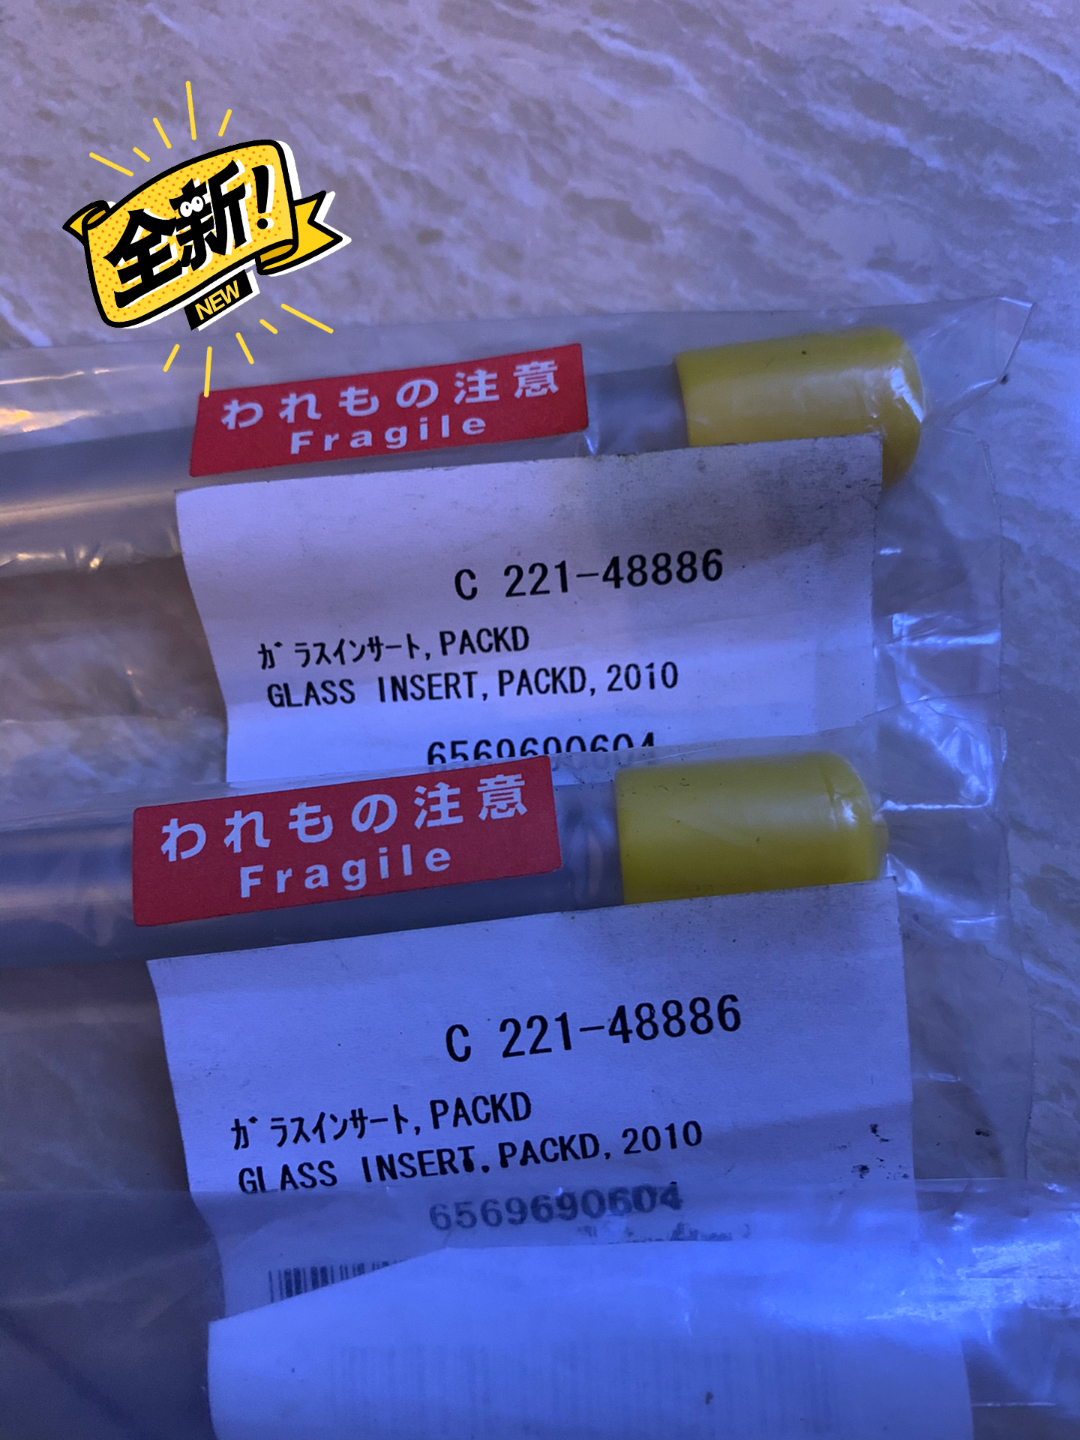 全新!
NEW
われもの注意
Fragile
C 221-48886
ｶﾞﾗｽｲﾝｻｰﾄ,PACKD
GLASS INSERT,PACKD,2010
6569690604
われもの注意
Fragile
C 221-48886
ｶﾞﾗｽｲﾝｻｰﾄ,PACKD
GLASS INSERT,PACKD,2010
6569690604